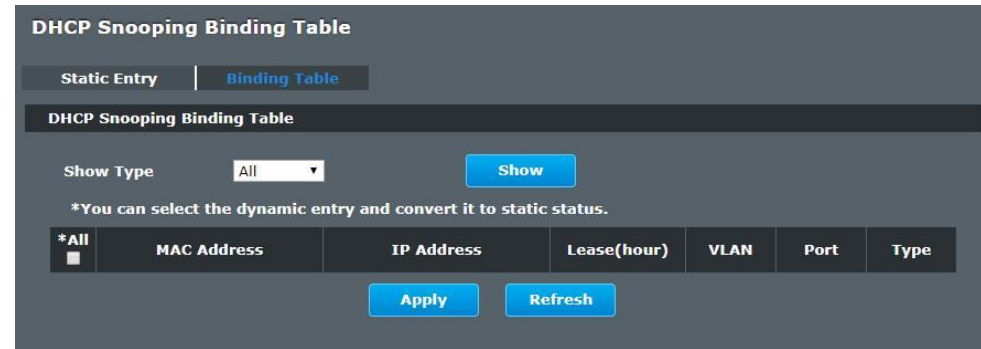 DHCP Snooping Binding Table
Static Entry Binding Table
DHCP Snooping Binding Table
Show Type All Show
*You can select the dynamic entry and convert it to static status.
*All MAC Address IP Address Lease(hour) VLAN Port Type
Apply Refresh